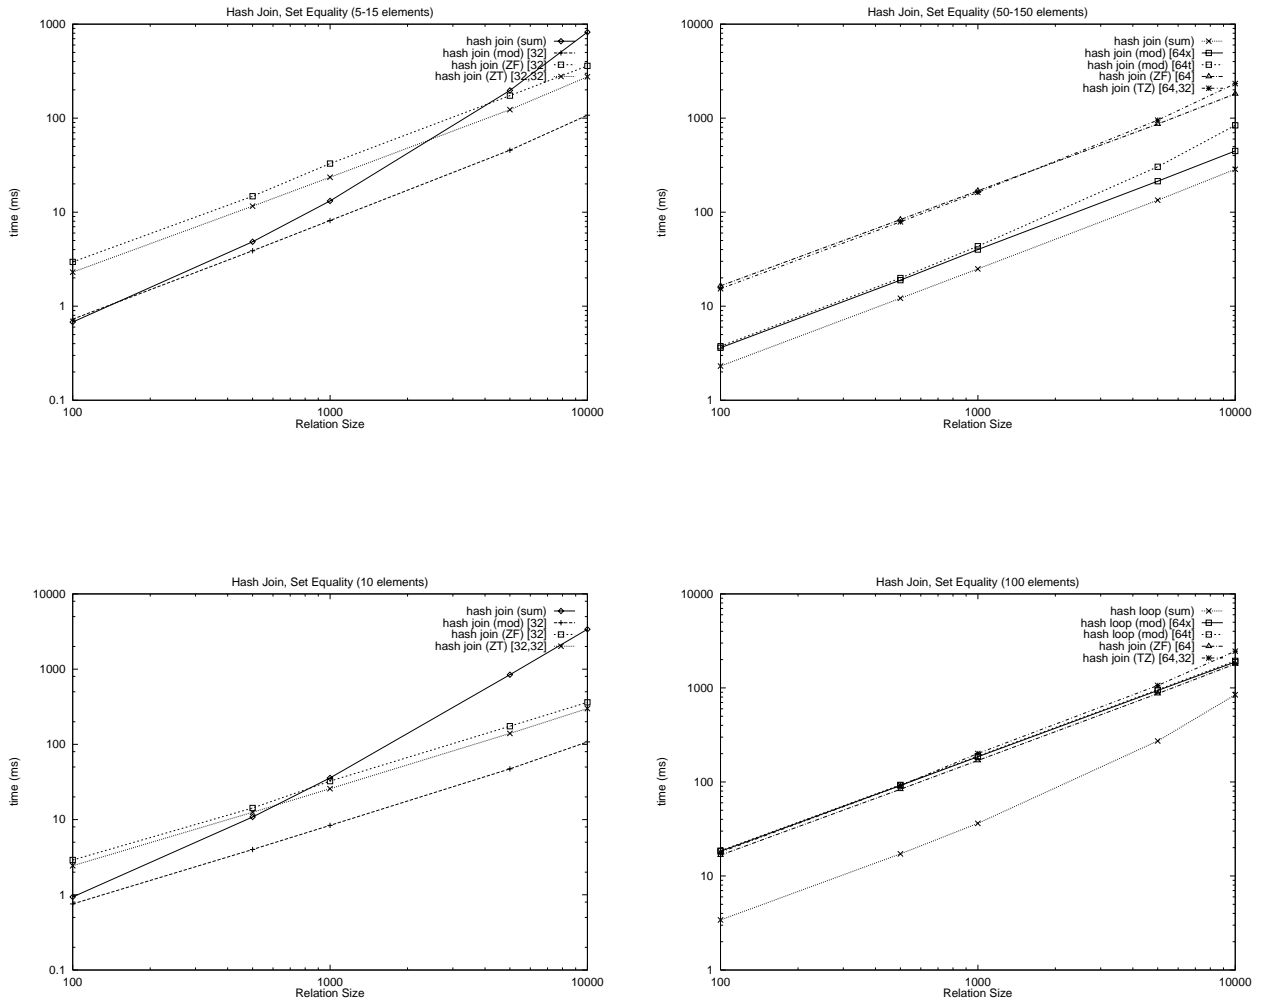 Hash Join, Set Equality (5-15 elements)
1000
100
10
1
0.1
time (ms)
hash join (sum)
hash join (mod) [32]
hash join (ZF) [32]
hash join (ZT) [32,32]
100
1000
10000
Relation Size
Hash Join, Set Equality (50-150 elements)
10000
1000
100
10
1
time (ms)
hash join (sum)
hash join (mod) [64x]
hash join (mod) [64t]
hash join (ZF) [64]
hash join (TZ) [64,32]
100
1000
10000
Relation Size
Hash Join, Set Equality (10 elements)
10000
1000
100
10
1
0.1
time (ms)
hash join (sum)
hash join (mod) [32]
hash join (ZF) [32]
hash join (ZT) [32,32]
100
1000
10000
Relation Size
Hash Join, Set Equality (100 elements)
10000
1000
100
10
1
time (ms)
hash loop (sum)
hash loop (mod) [64x]
hash loop (mod) [64t]
hash join (ZF) [64]
hash join (TZ) [64,32]
100
1000
10000
Relation Size